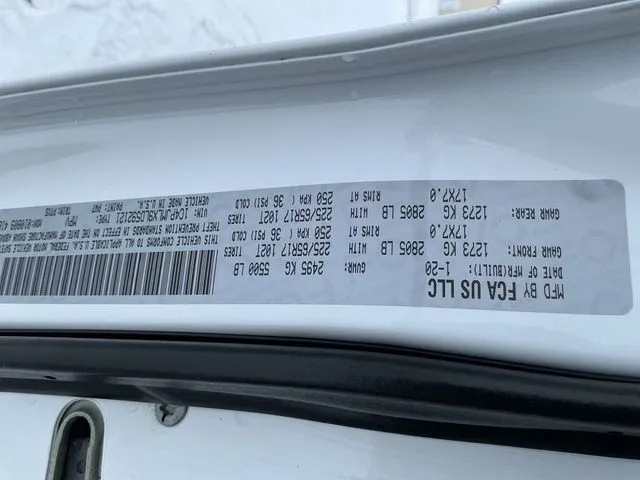 MFD BY FCA US LLC
DATE OF MFR(BUILT): 1-20 GVWR: 2495 KG 5500 LB
GAWR FRONT: 1273 KG 2805 LB WITH 225/65R17 102T TIRES
17X7.0 RIMS AT 250 KPA ( 36 PSI) COLD
GAWR REAR: 1273 KG 2805 LB WITH 225/65R17 102T TIRES
17X7.0 RIMS AT 250 KPA ( 36 PSI) COLD
THIS VEHICLE CONFORMS TO ALL APPLICABLE U.S.A. FEDERAL MOTOR VEHICLE
THEFT PREVENTION STANDARDS IN EFFECT ON THE DATE OF MANUFACTURE SHOWN
VIN: 1C4PJMLX9LD552121 TYPE: MPV
VEHICLE MADE IN U.S.A. PAINT: PW7